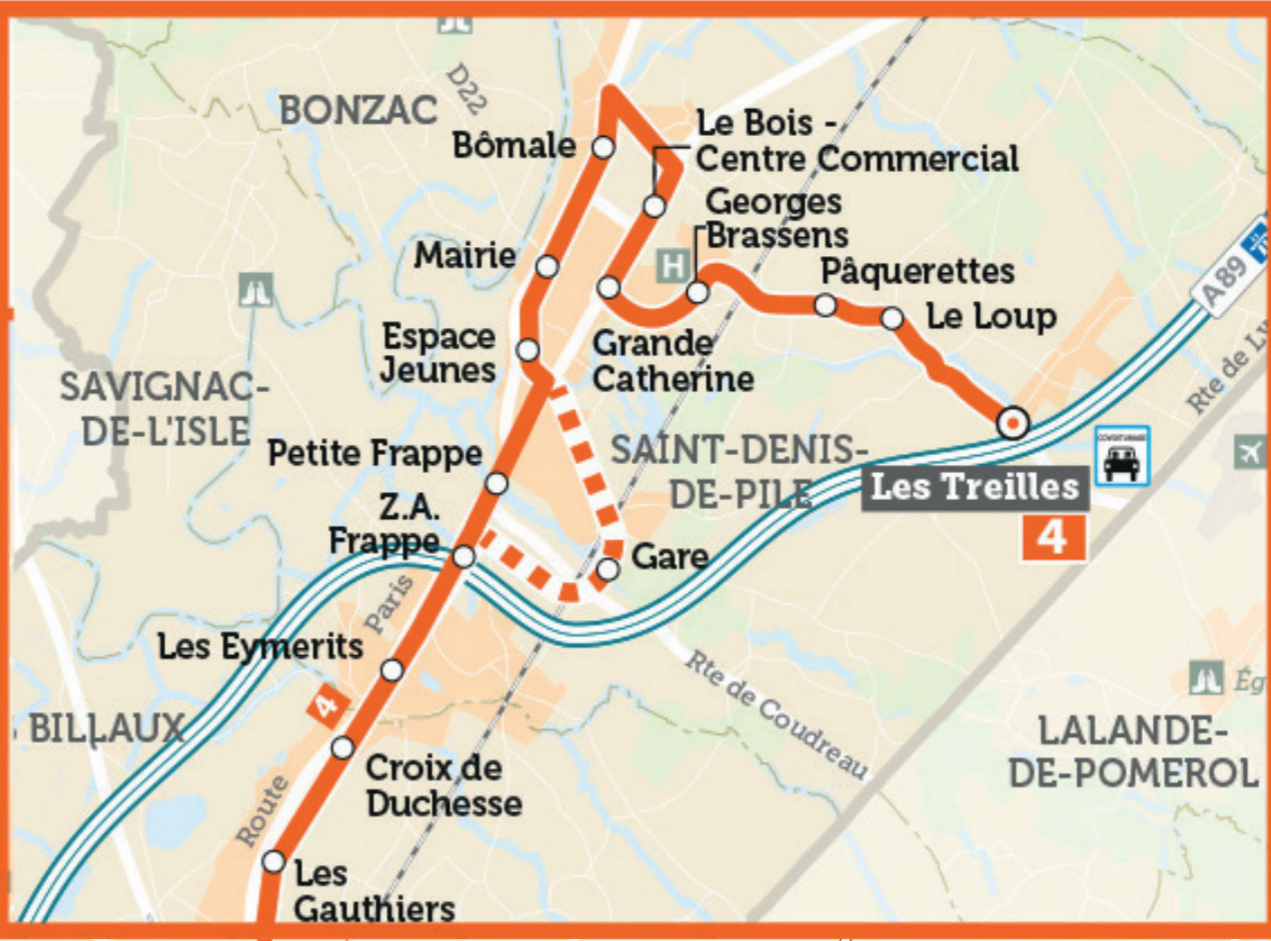 BONZAC
D22
Bômale
Le Bois -
Centre Commercial
Georges
Brassens
Mairie
H
Pâquerettes
Le Loup
A89
Espace
Jeunes
Grande
Catherine
SAVIGNAC-
DE-L'ISLE
Petite Frappe
SAINT-DENIS-
DE-PILE
Les Treilles
4
Z.A.
Frappe
Gare
Paris
Les Eymerits
4
Rte de Coudreau
BILLAUX
LALANDE-
DE-POMEROL
Croix de
Duchesse
Route
Les
Gauthiers